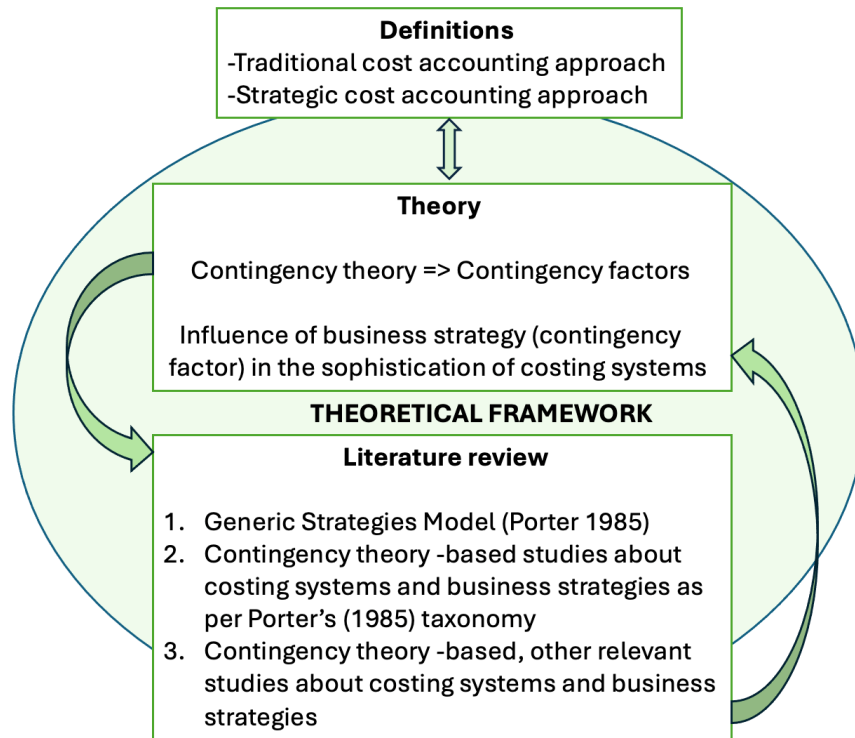 Definitions
-Traditional cost accounting approach
-Strategic cost accounting approach
Theory
Contingency theory => Contingency factors
Influence of business strategy (contingency
factor) in the sophistication of costing systems
THEORETICAL FRAMEWORK
Literature review
1. Generic Strategies Model (Porter 1985)
2. Contingency theory -based studies about
costing systems and business strategies as
per Porter’s (1985) taxonomy
3. Contingency theory -based, other relevant
studies about costing systems and business
strategies